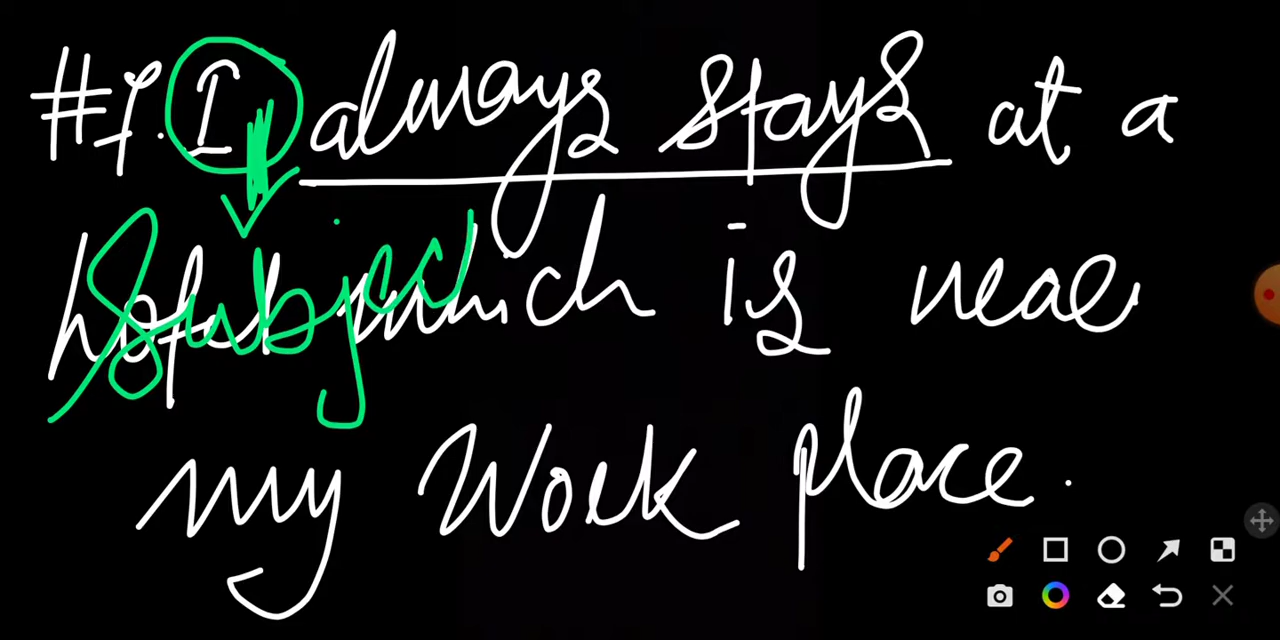 #1. I always stays at a
hotel which is near
Subject
my work place.